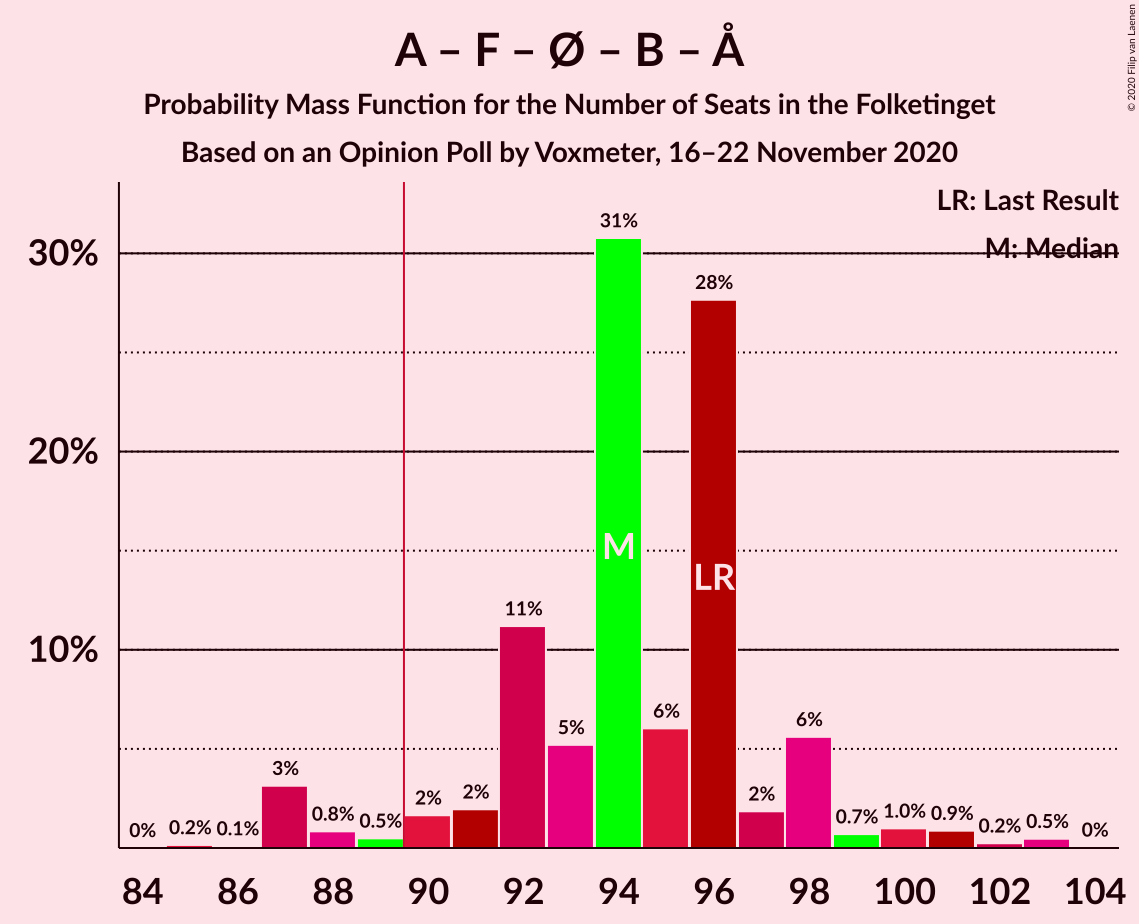 A – F – Ø – B – Å
Probability Mass Function for the Number of Seats in the Folketinget
Based on an Opinion Poll by Voxmeter, 16–22 November 2020
© 2020 Filip van Laenen
LR: Last Result
M: Median
30%
20%
10%
0%
0.2%
0.1%
3%
0.8%
0.5%
2%
2%
11%
5%
31%
6%
28%
2%
6%
0.7%
1.0%
0.9%
0.2%
0.5%
0%
M
LR
84 86 88 90 92 94 96 98 100 102 104